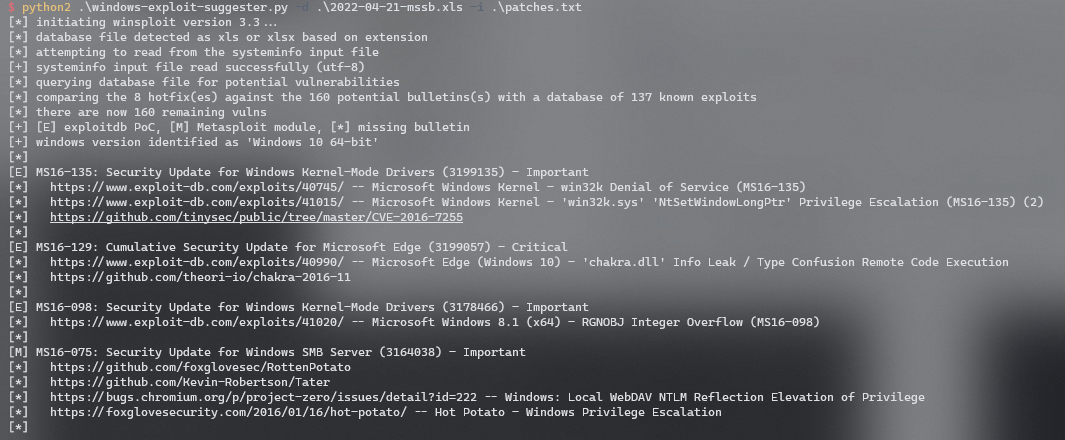 $ python2 .\windows-exploit-suggester.py -d .\2022-04-21-mssb.xls -i .\patches.txt
[*] initiating winsploit version 3.3...
[*] database file detected as xls or xlsx based on extension
[*] attempting to read from the systeminfo input file
[+] systeminfo input file read successfully (utf-8)
[*] querying database file for potential vulnerabilities
[*] comparing the 8 hotfix(es) against the 160 potential bulletins(s) with a database of 137 known exploits
[*] there are now 160 remaining vulns
[+] [E] exploitdb PoC, [M] Metasploit module, [*] missing bulletin
[+] windows version identified as 'Windows 10 64-bit'
[*]
[E] MS16-135: Security Update for Windows Kernel-Mode Drivers (3199135) - Important
[*]   https://www.exploit-db.com/exploits/40745/ -- Microsoft Windows Kernel - win32k Denial of Service (MS16-135)
[*]   https://www.exploit-db.com/exploits/41015/ -- Microsoft Windows Kernel - 'win32k.sys' 'NtSetWindowLongPtr' Privilege Escalation (MS16-135) (2)
[*]   https://github.com/tinysec/public/tree/master/CVE-2016-7255
[*]
[E] MS16-129: Cumulative Security Update for Microsoft Edge (3199057) - Critical
[*]   https://www.exploit-db.com/exploits/40990/ -- Microsoft Edge (Windows 10) - 'chakra.dll' Info Leak / Type Confusion Remote Code Execution
[*]   https://github.com/theori-io/chakra-2016-11
[*]
[E] MS16-098: Security Update for Windows Kernel-Mode Drivers (3178466) - Important
[*]   https://www.exploit-db.com/exploits/41020/ -- Microsoft Windows 8.1 (x64) - RGNOBJ Integer Overflow (MS16-098)
[*]
[M] MS16-075: Security Update for Windows SMB Server (3164038) - Important
[*]   https://github.com/foxglovesec/RottenPotato
[*]   https://github.com/Kevin-Robertson/Tater
[*]   https://bugs.chromium.org/p/project-zero/issues/detail?id=222 -- Windows: Local WebDAV NTLM Reflection Elevation of Privilege
[*]   https://foxglovesecurity.com/2016/01/16/hot-potato/ -- Hot Potato - Windows Privilege Escalation
[*]